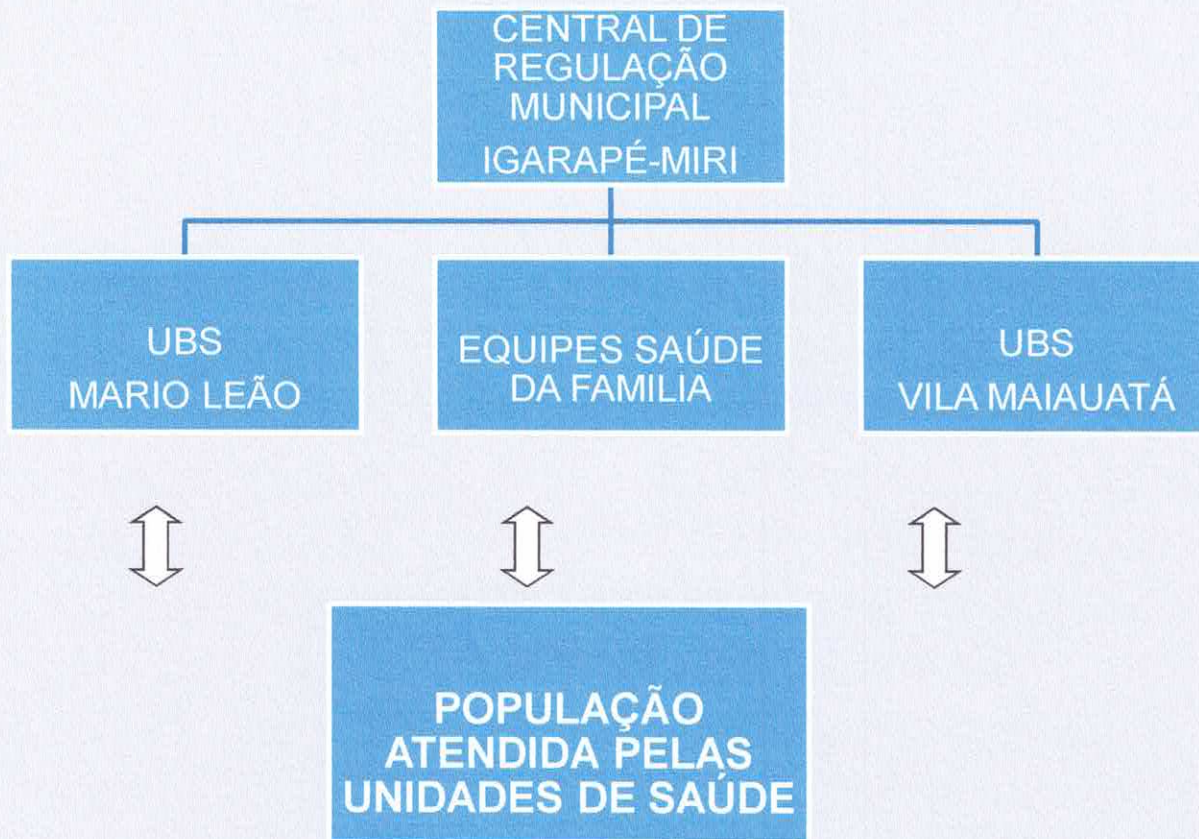 CENTRAL DE
REGULAÇÃO
MUNICIPAL
IGARAPÉ-MIRI
UBS
MARIO LEÃO
EQUIPES SAÚDE
DA FAMILIA
UBS
VILA MAIAUATÁ
POPULAÇÃO
ATENDIDA PELAS
UNIDADES DE SAÚDE